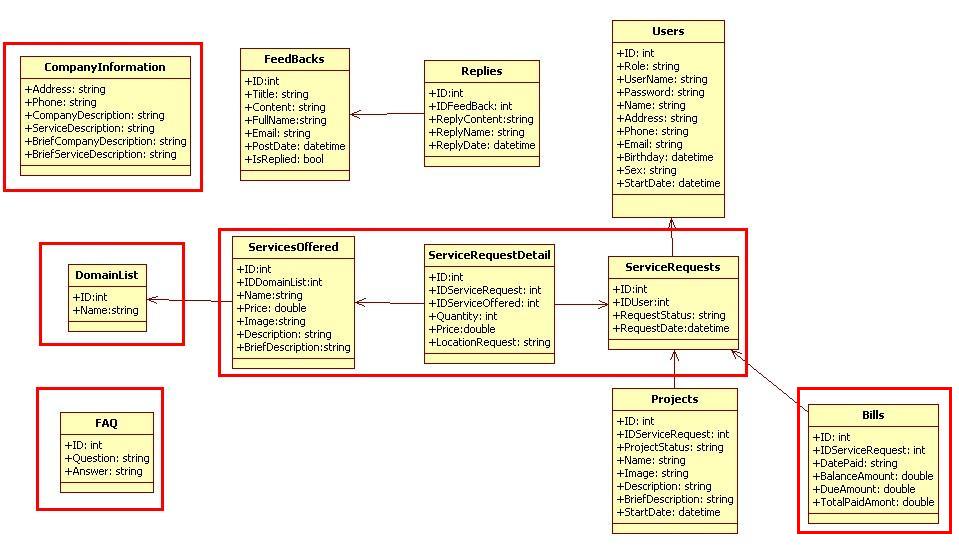 CompanyInformation
+Address: string
+Phone: string
+CompanyDescription: string
+ServiceDescription: string
+BriefCompanyDescription: string
+BriefServiceDescription: string
FeedBacks
+ID:int
+Tiitle: string
+Content: string
+FullName:string
+Email: string
+PostDate: datetime
+IsReplied: bool
Replies
+ID:int
+IDFeedBack: int
+ReplyContent:string
+ReplyName: string
+ReplyDate: datetime
Users
+ID: int
+Role: string
+UserName: string
+Password: string
+Name: string
+Address: string
+Phone: string
+Email: string
+Birthday: datetime
+Sex: string
+StartDate: datetime
DomainList
+ID:int
+Name:string
ServicesOffered
+ID:int
+IDDomainList:int
+Name:string
+Price: double
+Image:string
+Description: string
+BriefDescription:string
ServiceRequestDetail
+ID:int
+IDServiceRequest: int
+IDServiceOffered: int
+Quantity: int
+Price:double
+LocationRequest: string
ServiceRequests
+ID:int
+IDUser:int
+RequestStatus: string
+RequestDate:datetime
FAQ
+ID: int
+Question: string
+Answer: string
Projects
+ID: int
+IDServiceRequest: int
+ProjectStatus: string
+Name: string
+Image: string
+Description: string
+BriefDescription: string
+StartDate: datetime
Bills
+ID: int
+IDServiceRequest: int
+DatePaid: string
+BalanceAmount: double
+DueAmount: double
+TotalPaidAmont: double